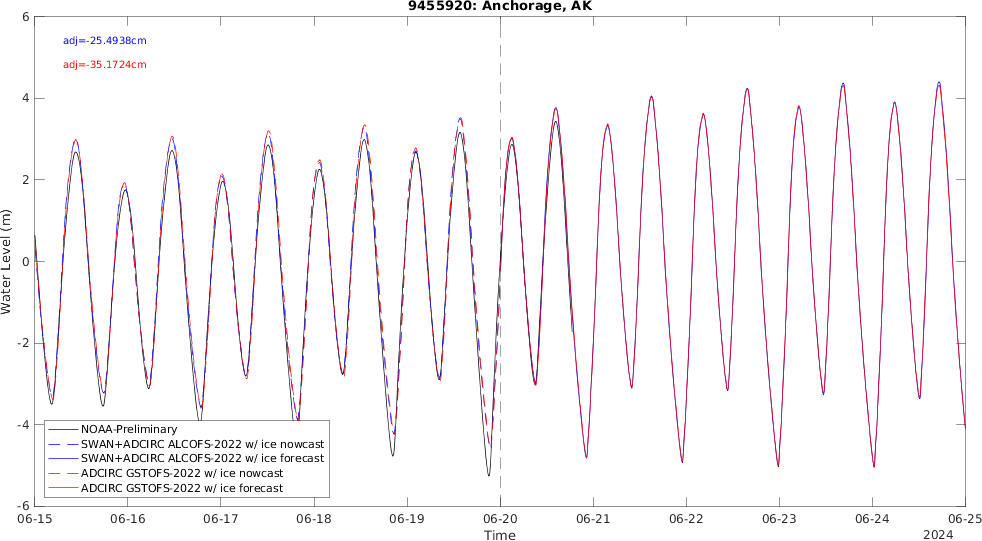 9455920: Anchorage, AK
6
adj=-25.4938cm
adj=-35.1724cm
4
2
0
-2
-4
-6
Water Level (m)
NOAA-Preliminary
SWAN+ADCIRC ALCOFS-2022 w/ ice nowcast
SWAN+ADCIRC ALCOFS-2022 w/ ice forecast
ADCIRC GSTOFS-2022 w/ ice nowcast
ADCIRC GSTOFS-2022 w/ ice forecast
06-15 06-16 06-17 06-18 06-19 06-20 06-21 06-22 06-23 06-24 06-25
Time
2024